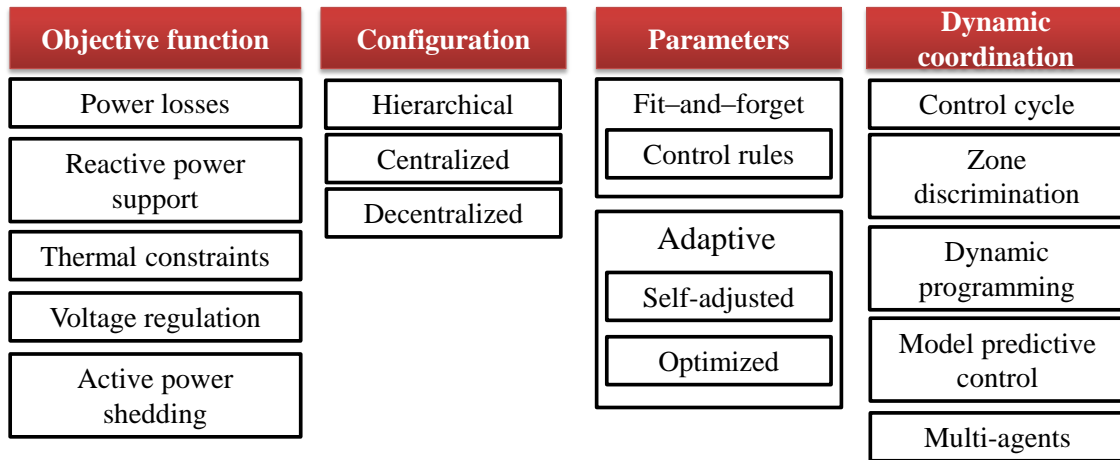 Objective function
Power losses
Reactive power
support
Thermal constraints
Voltage regulation
Active power
shedding
Configuration
Hierarchical
Centralized
Decentralized
Parameters
Fit–and–forget
Control rules
Adaptive
Self-adjusted
Optimized
Dynamic
coordination
Control cycle
Zone
discrimination
Dynamic
programming
Model predictive
control
Multi-agents